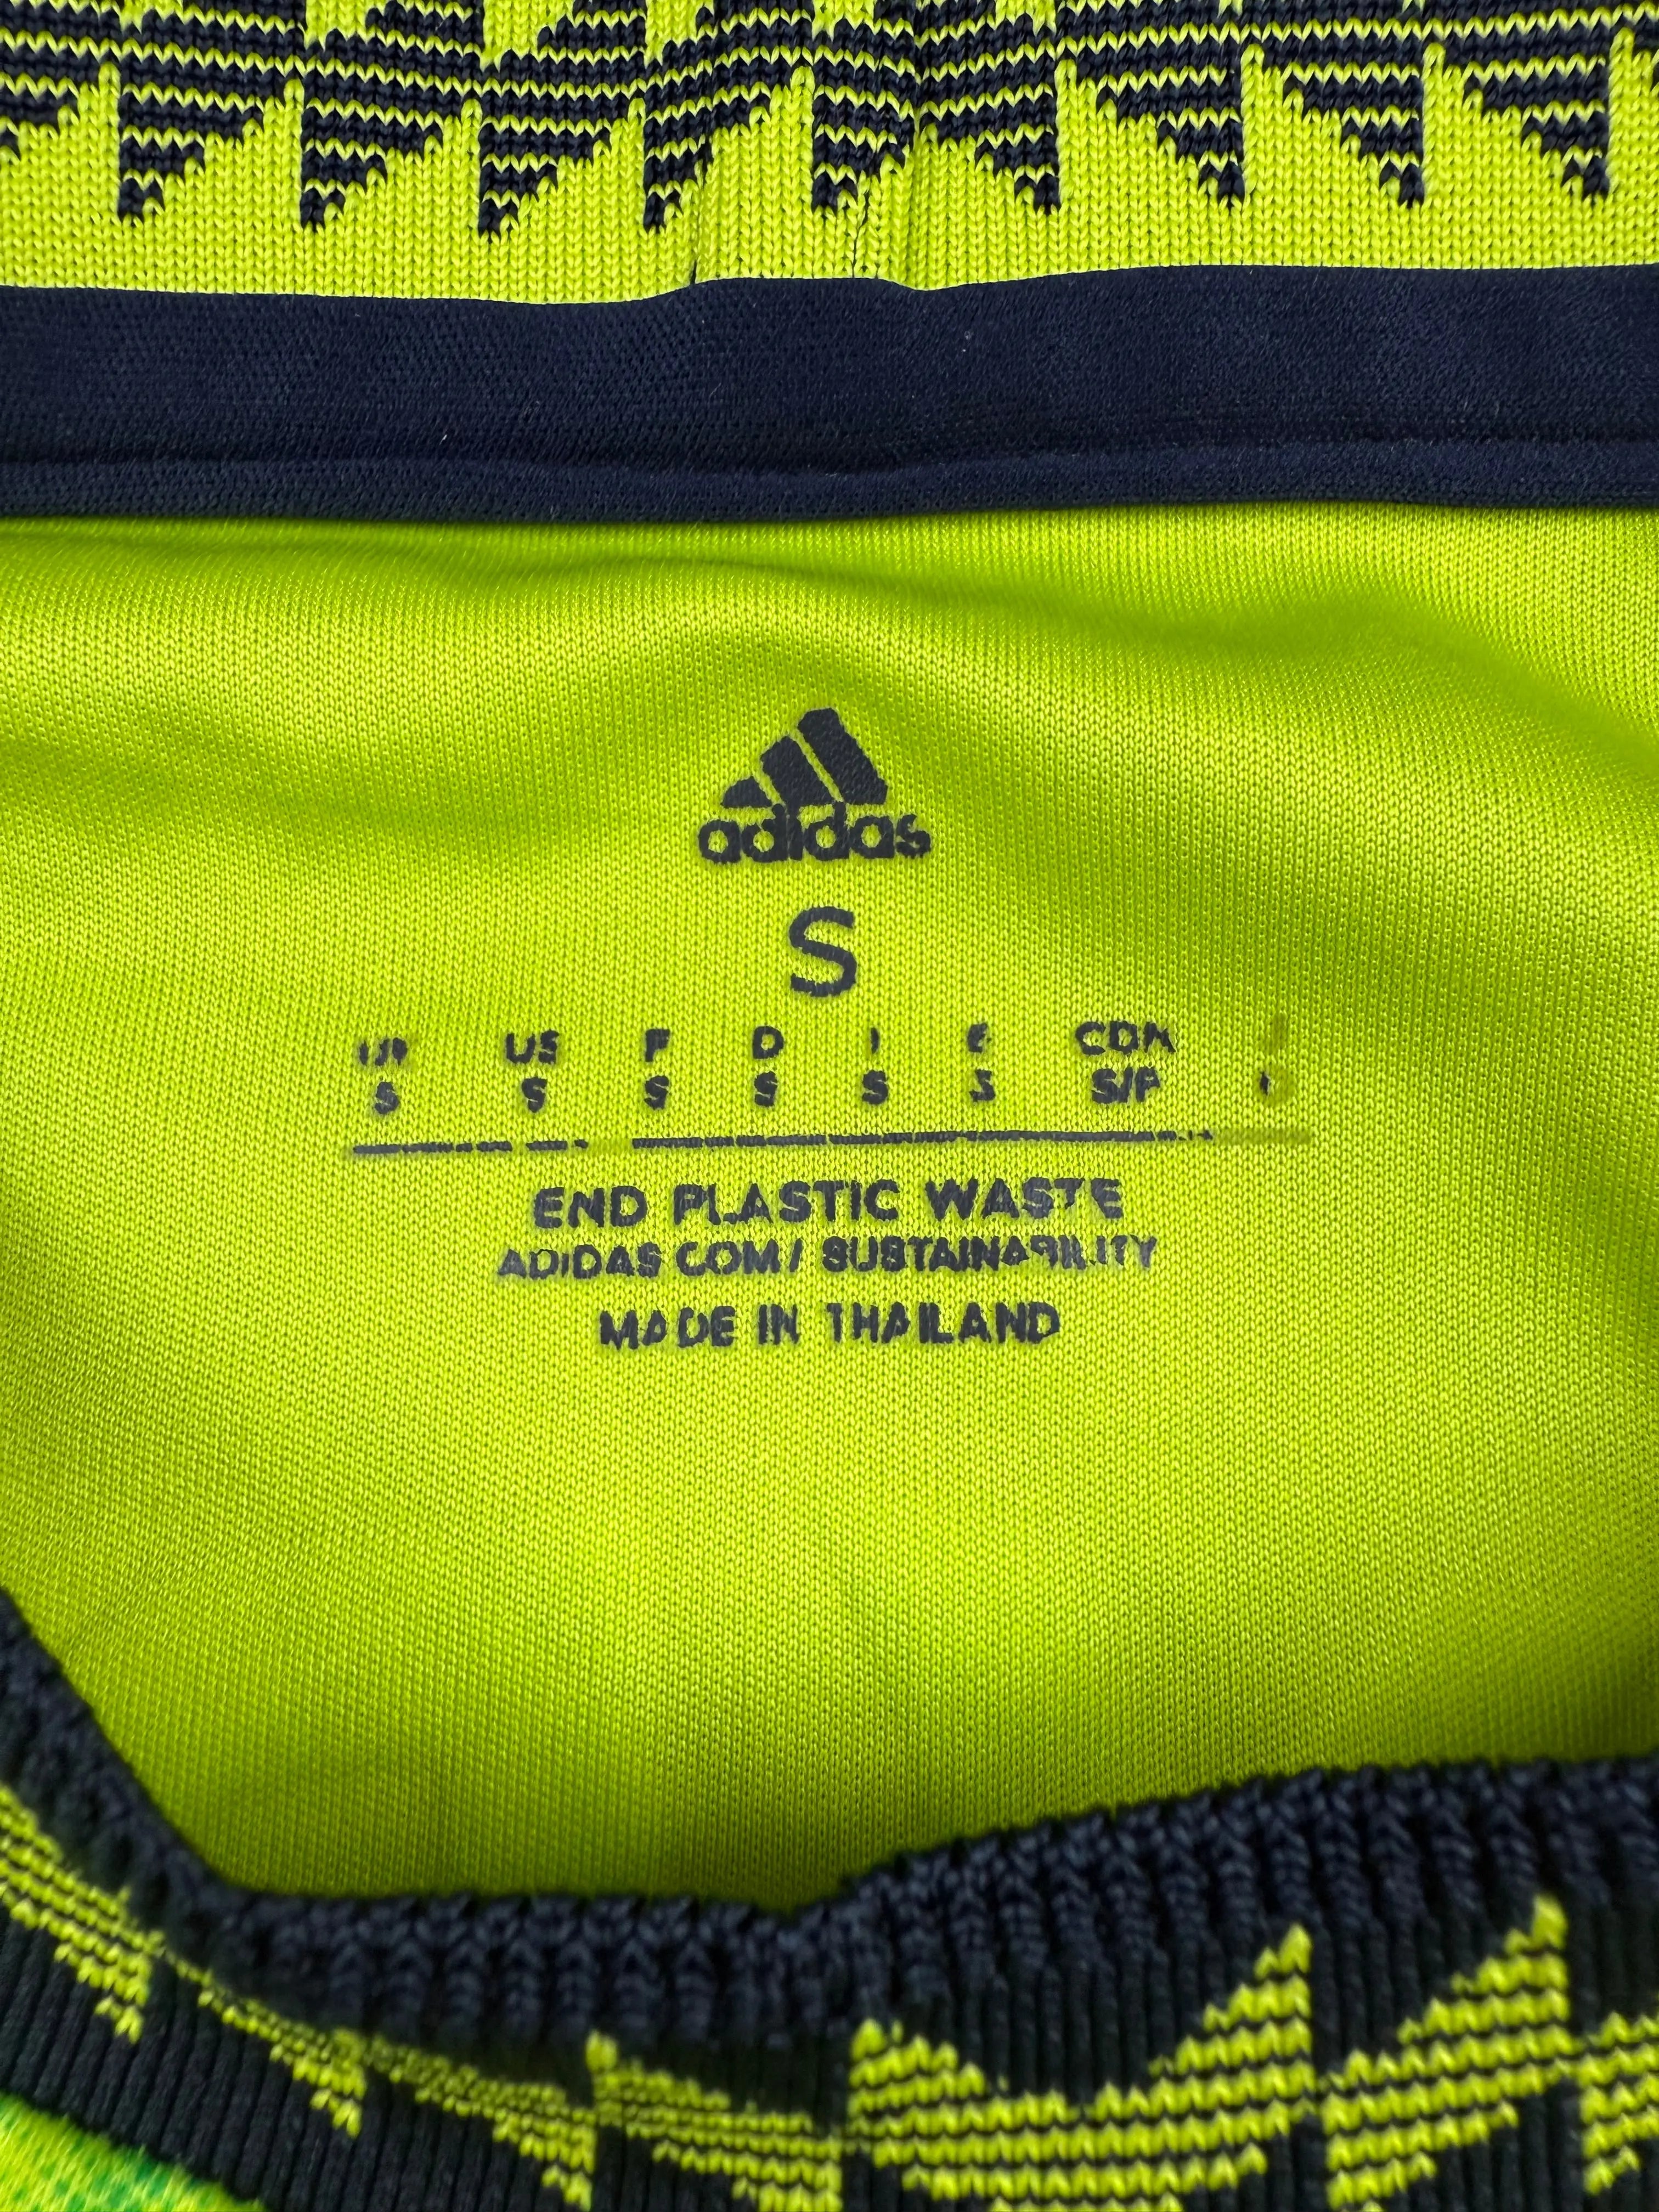 adidas
S
US F D CDN
S S S S S S/P
END PLASTIC WASTE
ADIDAS.COM/ SUSTAINABILITY
MADE IN THAILAND